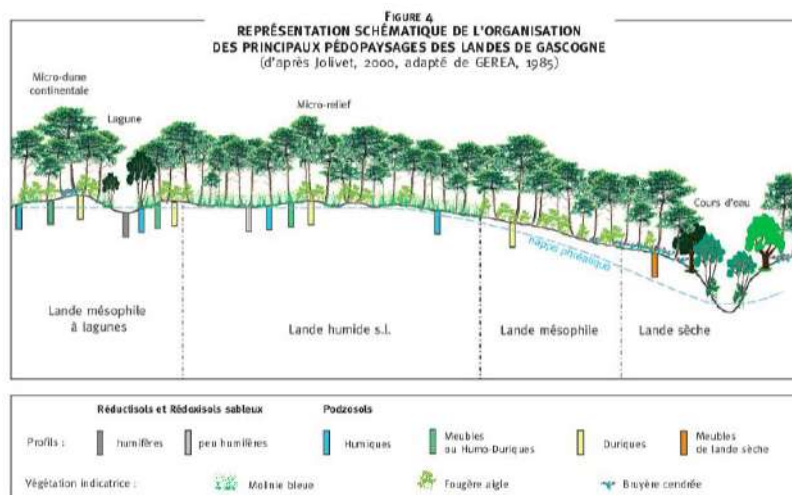 FIGURE 4
REPRÉSENTATION SCHÉMATIQUE DE L'ORGANISATION
DES PRINCIPAUX PÉDOPAYSAGES DES LANDES DE GASCOGNE
(d'après Jolivet, 2000, adapté de GEREA, 1985)
Micro-dune
continentale
Lagune
Micro-relief
Cours d'eau
nappe phréatique
Lande mésophile
à lagunes
Lande humide s.l.
Lande mésophile
Lande sèche
Réductisols et Rédoxisols sableux
Podzosols
Profils :
humifères
peu humifères
Humiques
Meubles
ou Humo-Duriques
Duriques
Meubles
de lande sèche
Végétation indicatrice :
Molinie bleue
Fougère aigle
Bruyère cendrée